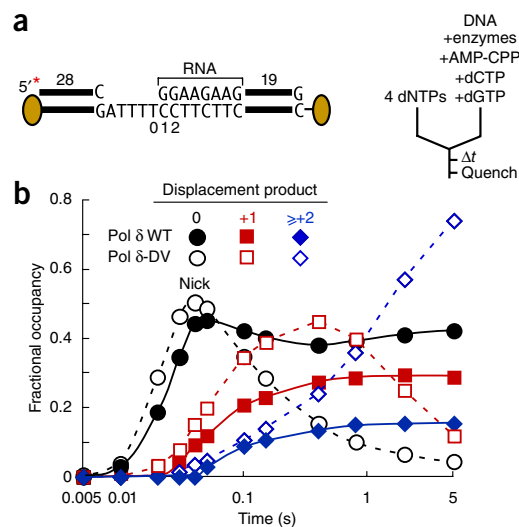 a
DNA
+enzymes
+AMP-CPP
+dCTP
4 dNTPs +dGTP
Δt
Quench
RNA
5′* 28 C GGAAGAAG 19 G
GATTTTCCTTCTTC C
0 1 2
b
Displacement product
0 +1 ⩾+2
Pol δ WT
Pol δ-DV
Nick
Fractional occupancy
0.8
0.6
0.4
0.2
0
0.005 0.01 0.1 1 5
Time (s)